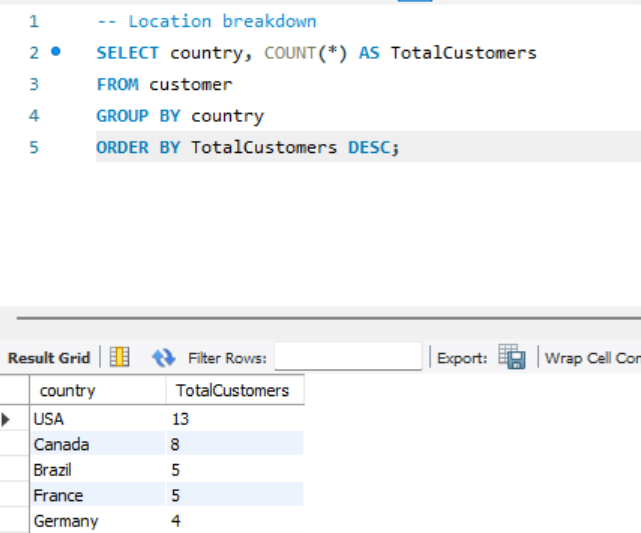 1 -- Location breakdown
2 SELECT country, COUNT(*) AS TotalCustomers
3 FROM customer
4 GROUP BY country
5 ORDER BY TotalCustomers DESC;
Result Grid Filter Rows: Export: Wrap Cell Con
country TotalCustomers
USA 13
Canada 8
Brazil 5
France 5
Germany 4